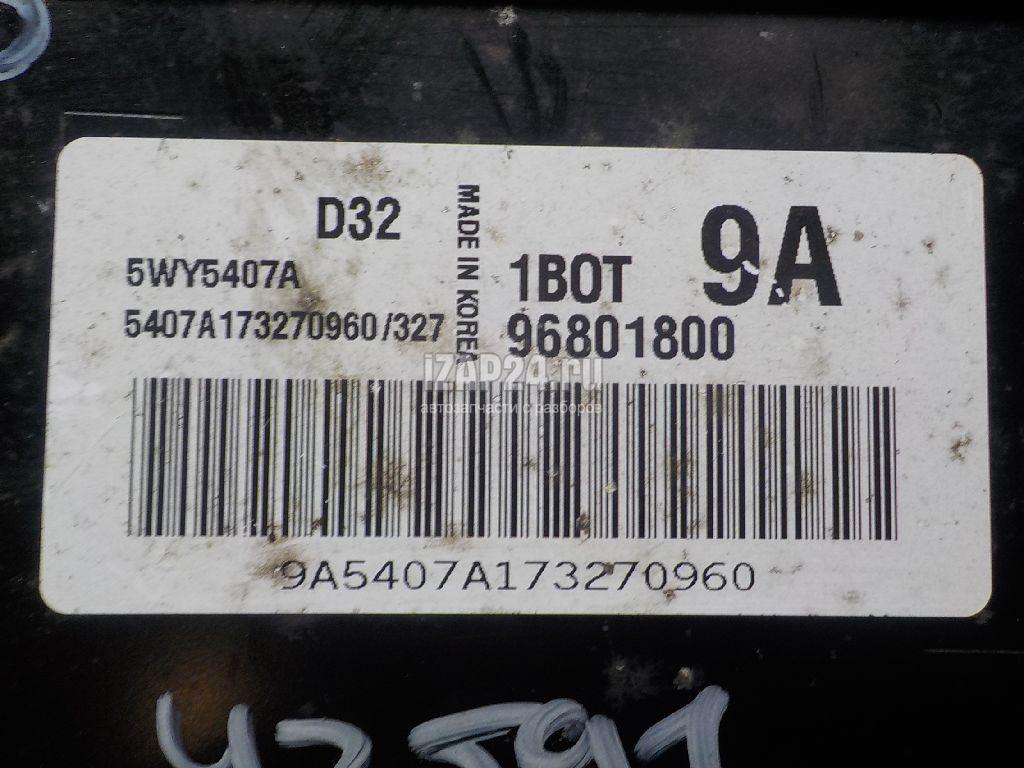 D32
MADE IN KOREA
9A
5WY5407A
1BOT
5407A173270960/327
96801800
iZAP24.ru
автозапчасти с разборов
9A5407A173270960